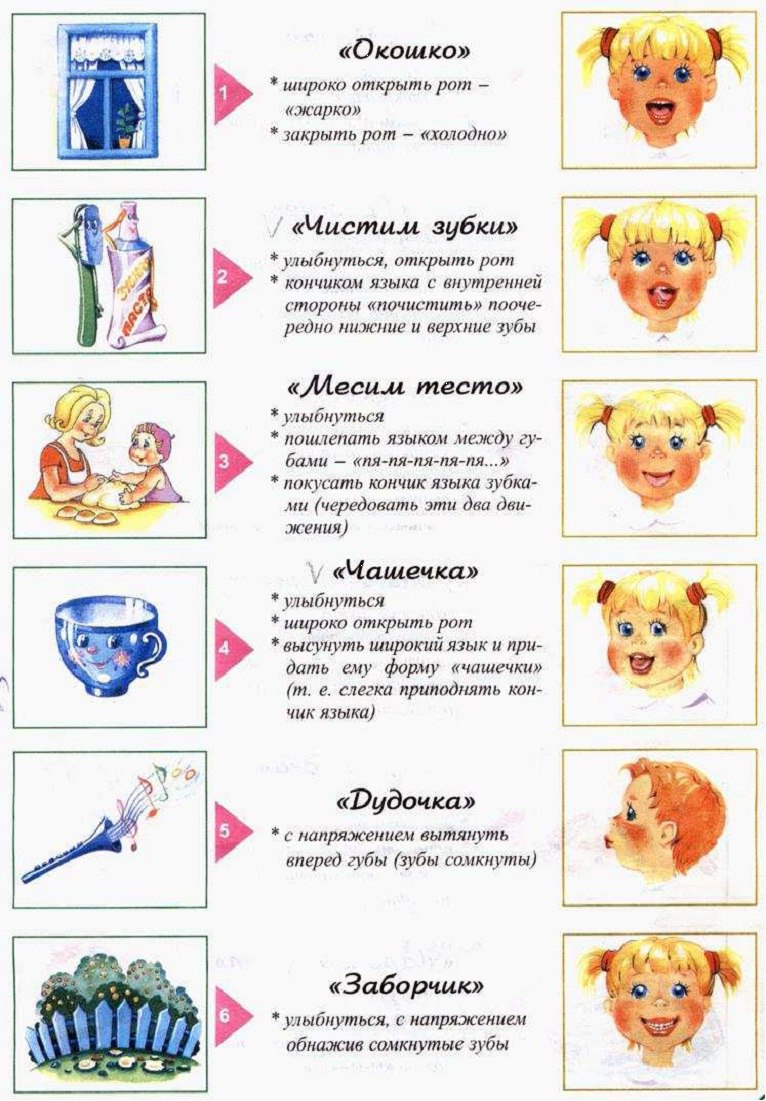 «Окошко»
1
* широко открыть рот –
«жарко»
* закрыть рот – «холодно»
«Чистим зубки»
2
ПАСТА
* улыбнуться, открыть рот
* кончиком языка с внутренней
стороны «почистить» пооче-
редно нижние и верхние зубы
«Месим тесто»
3
* улыбнуться
* пошлепать языком между гу-
бами – «пя-пя-пя-пя-пя...»
* покусать кончик языка зубка-
ми (чередовать эти два дви-
жения)
«Чашечка»
4
* улыбнуться
* широко открыть рот
* высунуть широкий язык и при-
дать ему форму «чашечки»
(т. е. слегка приподнять кон-
чик языка)
«Дудочка»
5
* с напряжением вытянуть
вперед губы (зубы сомкнуты)
«Заборчик»
6
* улыбнуться, с напряжением
обнажив сомкнутые зубы